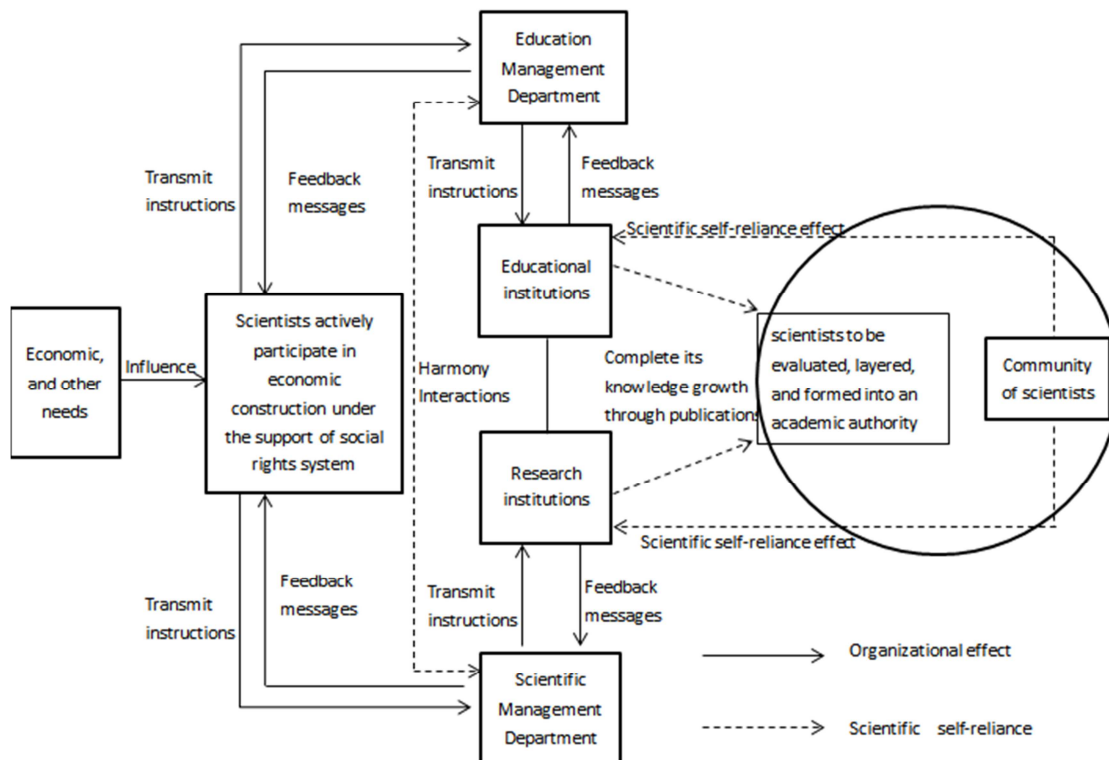 Education
Management
Department
Transmit
instructions
Feedback
messages
Transmit
instructions
Feedback
messages
Scientific self-reliance effect
Educational
institutions
Economic,
and other
needs
Influence
Scientists actively
participate in
economic
construction under
the support of social
rights system
Harmony
Interactions
Complete its
knowledge growth
through publications
scientists to be
evaluated, layered,
and formed into an
academic authority
Community
of scientists
Research
institutions
Scientific self-reliance effect
Transmit
instructions
Feedback
messages
Transmit
instructions
Feedback
messages
Scientific
Management
Department
Organizational effect
Scientific self-reliance